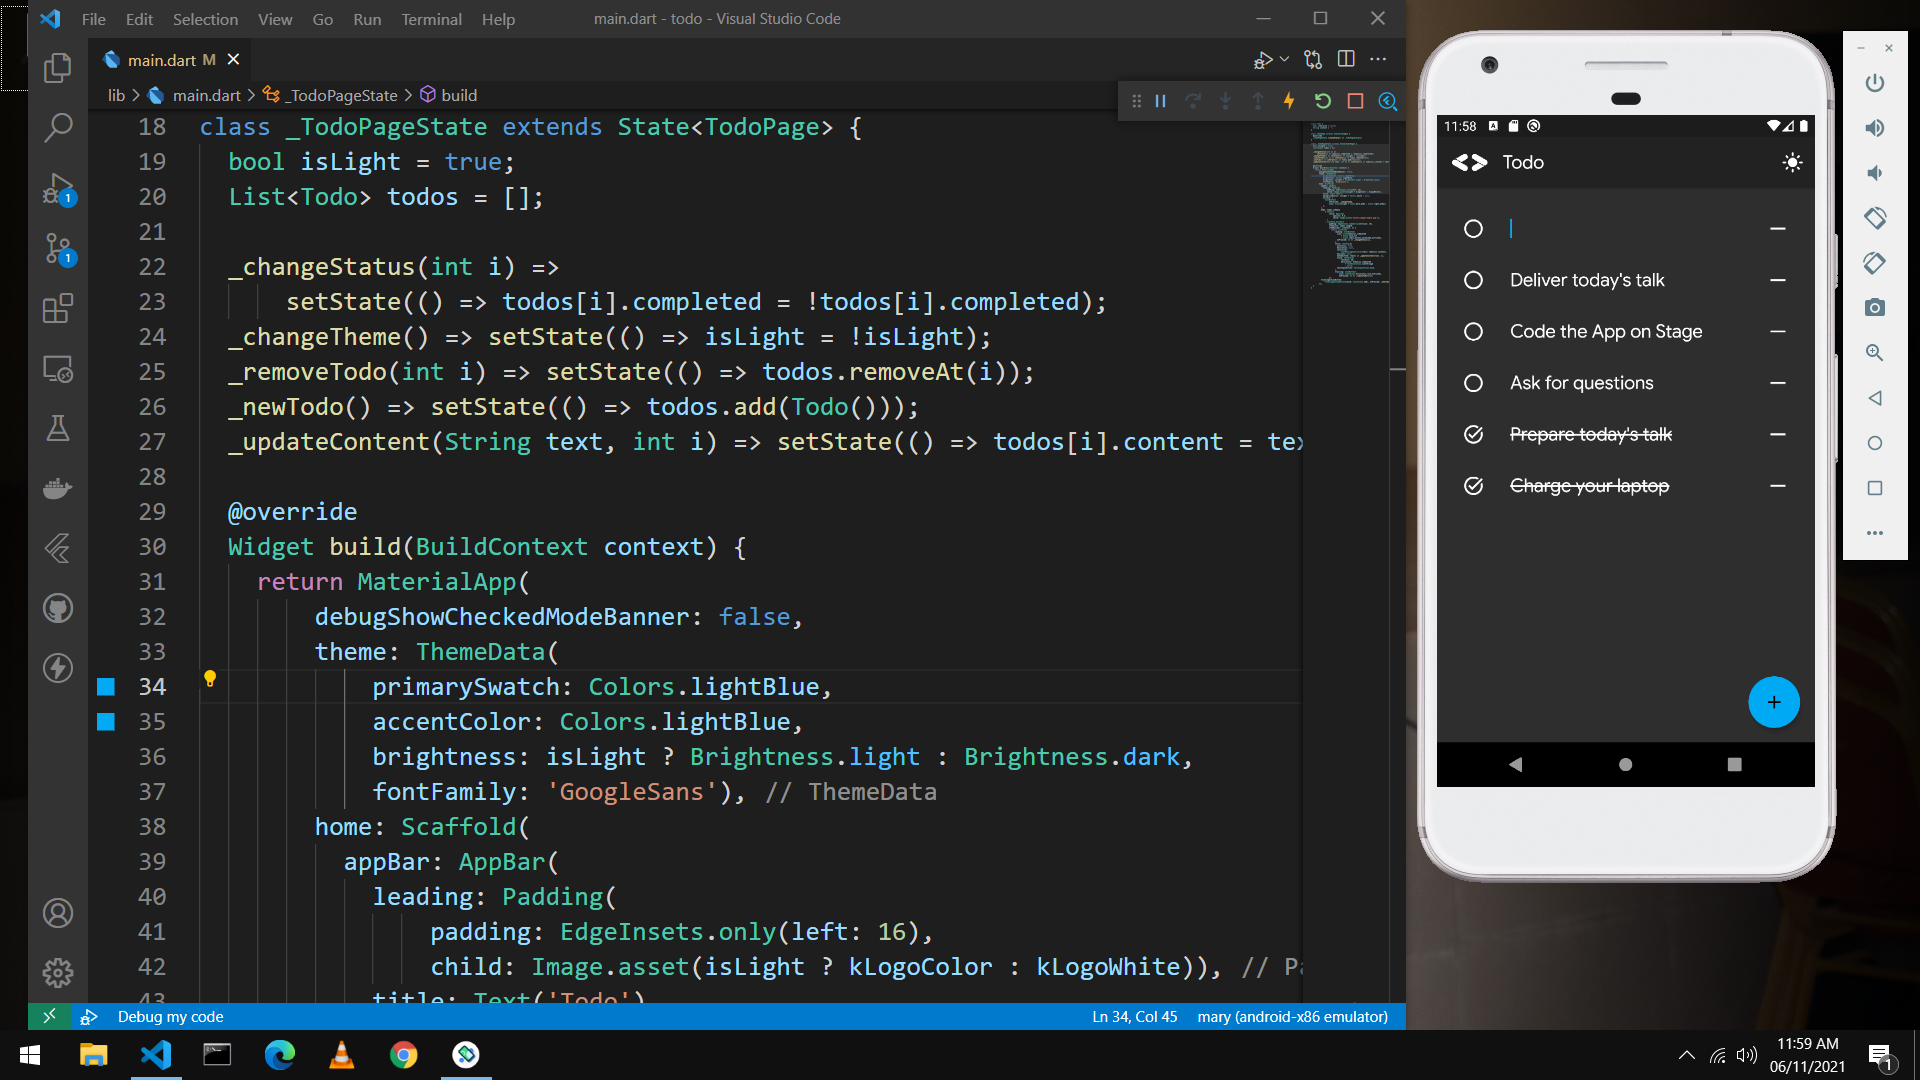 File Edit Selection View Go Run Terminal Help
main.dart - todo - Visual Studio Code
main.dart M
lib > main.dart > _TodoPageState > build
18 class _TodoPageState extends State<TodoPage> {
19 bool isLight = true;
20 List<Todo> todos = [];
21
22 _changeStatus(int i) =>
23 setState(() => todos[i].completed = !todos[i].completed);
24 _changeTheme() => setState(() => isLight = !isLight);
25 _removeTodo(int i) => setState(() => todos.removeAt(i));
26 _newTodo() => setState(() => todos.add(Todo()));
27 _updateContent(String text, int i) => setState(() => todos[i].content = tex
28
29 @override
30 Widget build(BuildContext context) {
31 return MaterialApp(
32 debugShowCheckedModeBanner: false,
33 theme: ThemeData(
34 primarySwatch: Colors.lightBlue,
35 accentColor: Colors.lightBlue,
36 brightness: isLight ? Brightness.light : Brightness.dark,
37 fontFamily: 'GoogleSans'), // ThemeData
38 home: Scaffold(
39 appBar: AppBar(
40 leading: Padding(
41 padding: EdgeInsets.only(left: 16),
42 child: Image.asset(isLight ? kLogoColor : kLogoWhite)), // Pa
43 title: Text('Todo')
1
1
Debug my code
Ln 34, Col 45
mary (android-x86 emulator)
11:58
Todo
Deliver today's talk
Code the App on Stage
Ask for questions
Prepare today's talk
Charge your laptop
11:59 AM
06/11/2021
1